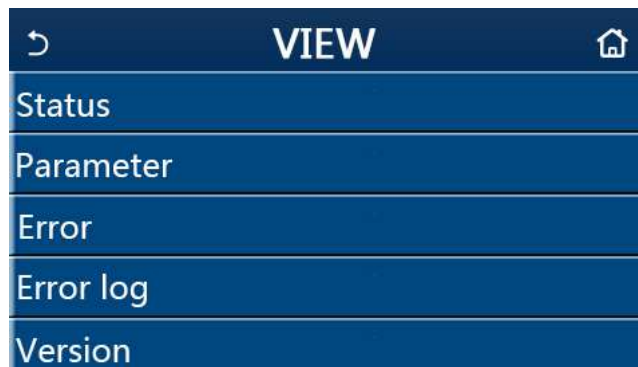 VIEW
Status
Parameter
Error
Error log
Version